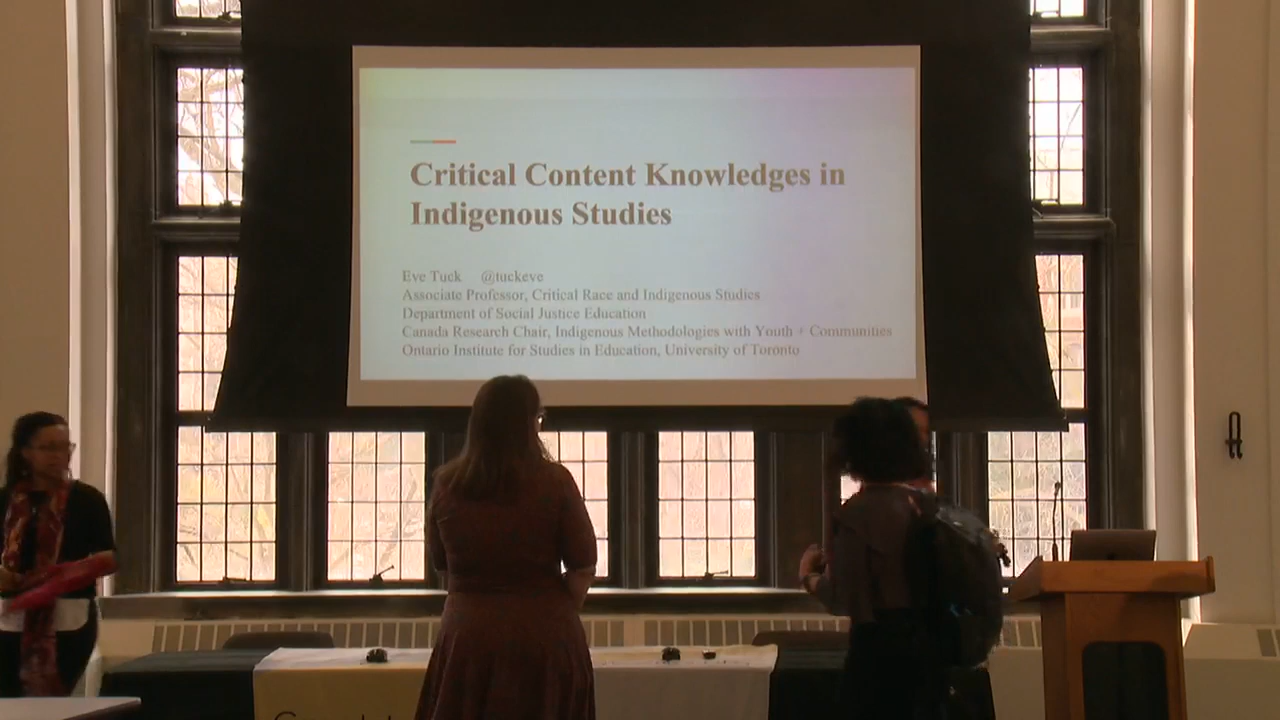 Critical Content Knowledges in
Indigenous Studies
Eve Tuck @tuckeve
Associate Professor, Critical Race and Indigenous Studies
Department of Social Justice Education
Canada Research Chair, Indigenous Methodologies with Youth + Communities
Ontario Institute for Studies in Education, University of Toronto